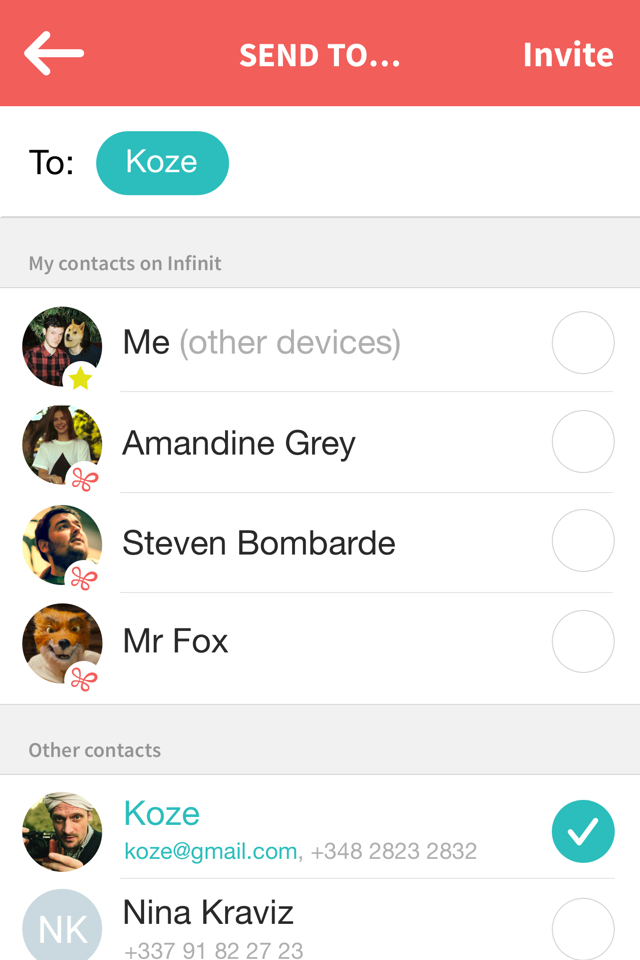 SEND TO...
Invite
To: Koze
My contacts on Infinit
Me (other devices)
Amandine Grey
Steven Bombarde
Mr Fox
Other contacts
Koze
koze@gmail.com, +348 2823 2832
NK
Nina Kraviz
+337 91 82 27 23